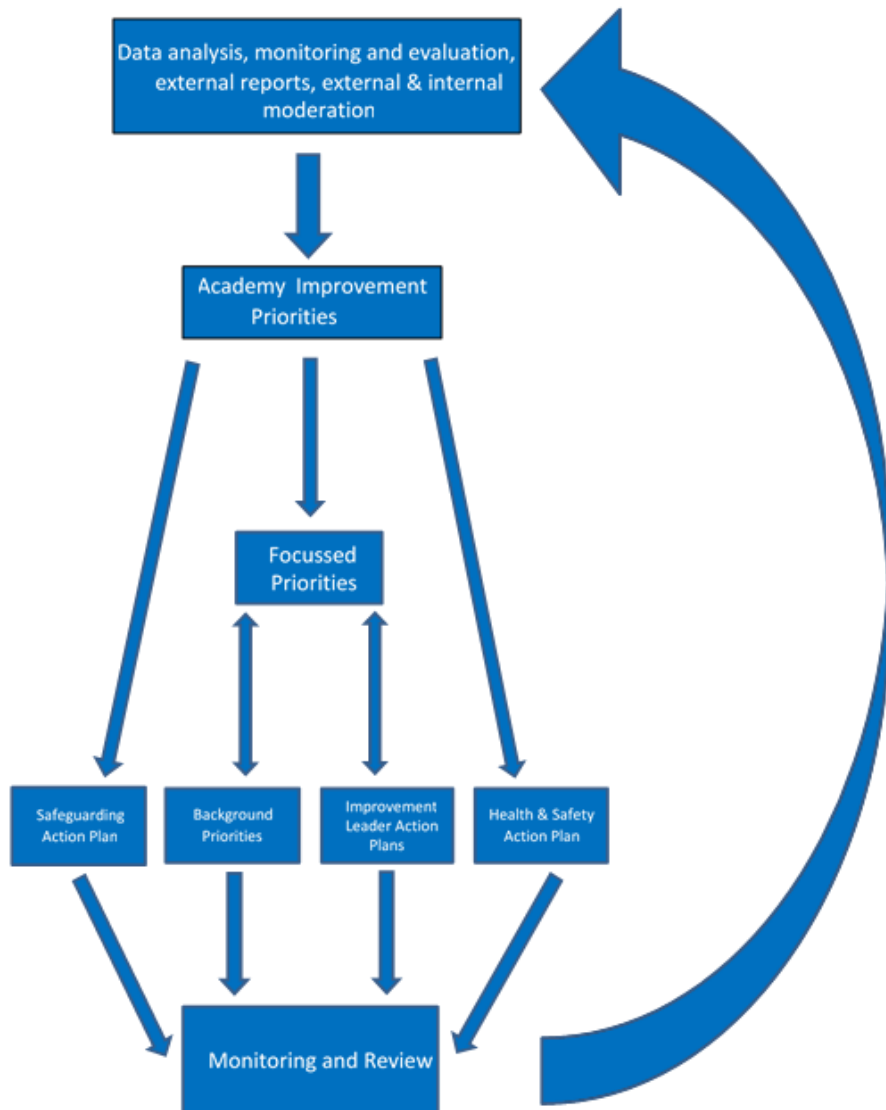 Data analysis, monitoring and evaluation,
external reports, external & internal
moderation
Academy Improvement
Priorities
Focussed
Priorities
Safeguarding
Action Plan
Background
Priorities
Improvement
Leader Action
Plans
Health & Safety
Action Plan
Monitoring and Review